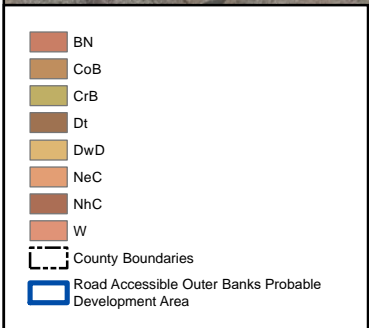 BN
CoB
CrB
Dt
DwD
NeC
NhC
W
County Boundaries
Road Accessible Outer Banks Probable
Development Area